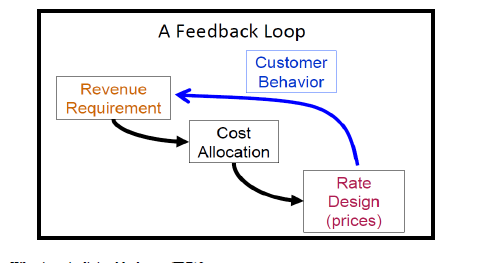 A Feedback Loop
Customer
Behavior
Revenue
Requirement
Cost
Allocation
Rate
Design
(prices)